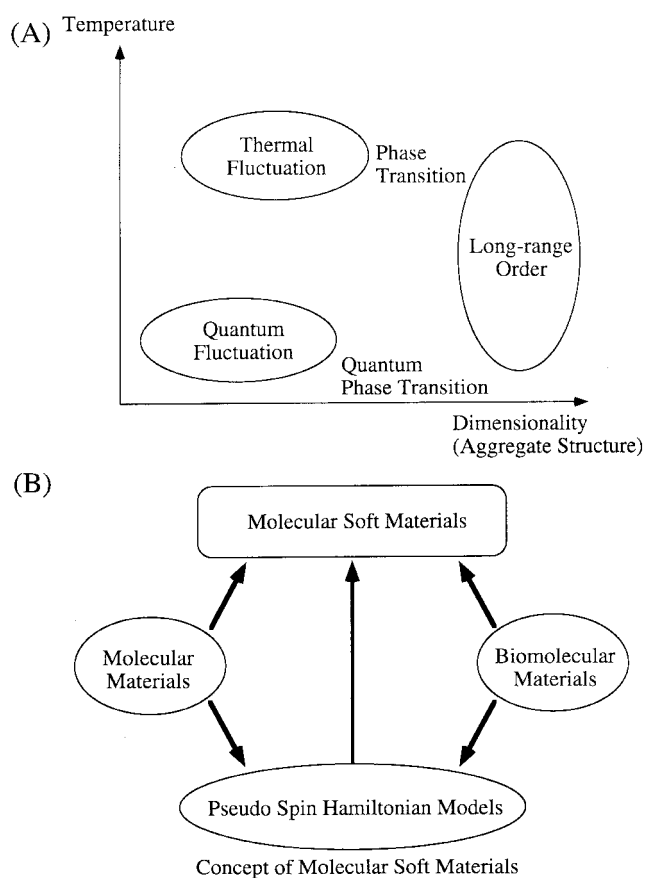 (A)
Temperature
Thermal
Fluctuation
Phase
Transition
Long-range
Order
Quantum
Fluctuation
Quantum
Phase Transition
Dimensionality
(Aggregate Structure)
(B)
Molecular Soft Materials
Molecular
Materials
Biomolecular
Materials
Pseudo Spin Hamiltonian Models
Concept of Molecular Soft Materials